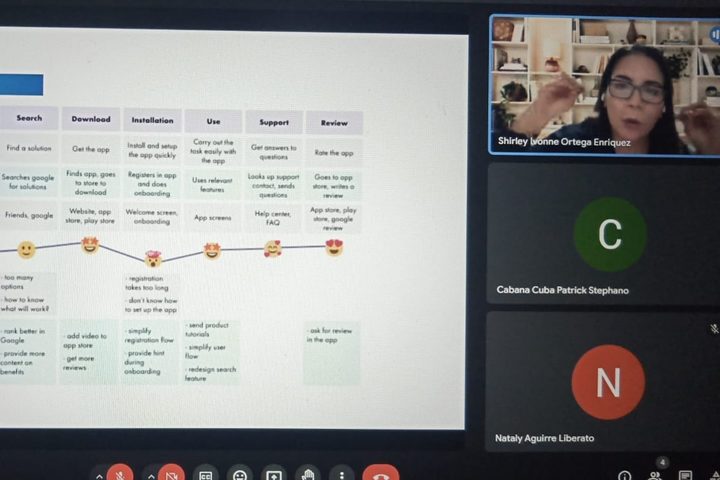 Search
Download
Installation
Use
Support
Review
Find a solution
Get the app
Install and setup
the app quickly
Carry out the
task easily with
the app
Get answers to
questions
Rate the app
Searches google
for solutions
Finds app, goes
to store to
download
Registers in app
and does
onboarding
Uses relevant
features
Looks up support
contact, sends
questions
Goes to app
store, writes a
review
Friends, google
Website, app
store, play store
Welcome screen,
onboarding
App screens
Help center,
FAQ
App store, play
store, google
review
- too many
options
- how to know
what will work?
- registration
takes too long
- don't know how
to set up the app
- rank better in
Google
- provide more
content on
benefits
- add video to
app store
- get more
reviews
- simplify
registration flow
- provide hint
during
onboarding
- send product
tutorials
- simplify user
flow
- redesign search
feature
- ask for review
in the app
Shirley Ivonne Ortega Enriquez
C
Cabana Cuba Patrick Stephano
N
Nataly Aguirre Liberato
4
CC